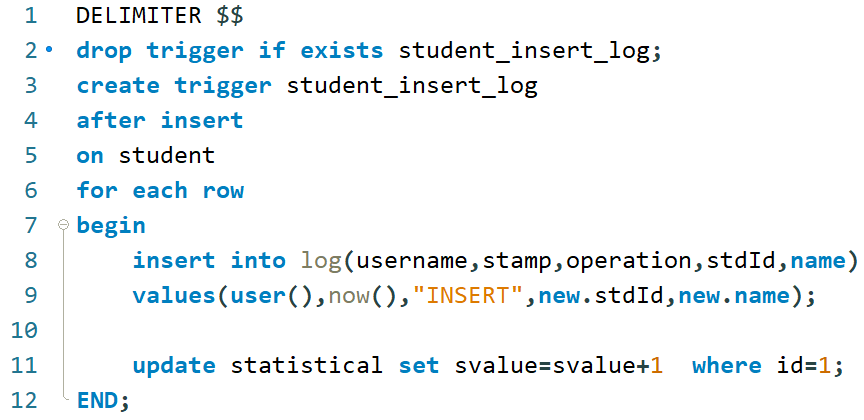 1 DELIMITER $$
2 drop trigger if exists student_insert_log;
3 create trigger student_insert_log
4 after insert
5 on student
6 for each row
7 begin
8 insert into log(username,stamp,operation,stdId,name)
9 values(user(),now(),"INSERT",new.stdId,new.name);
10
11 update statistical set svalue=svalue+1  where id=1;
12 END;